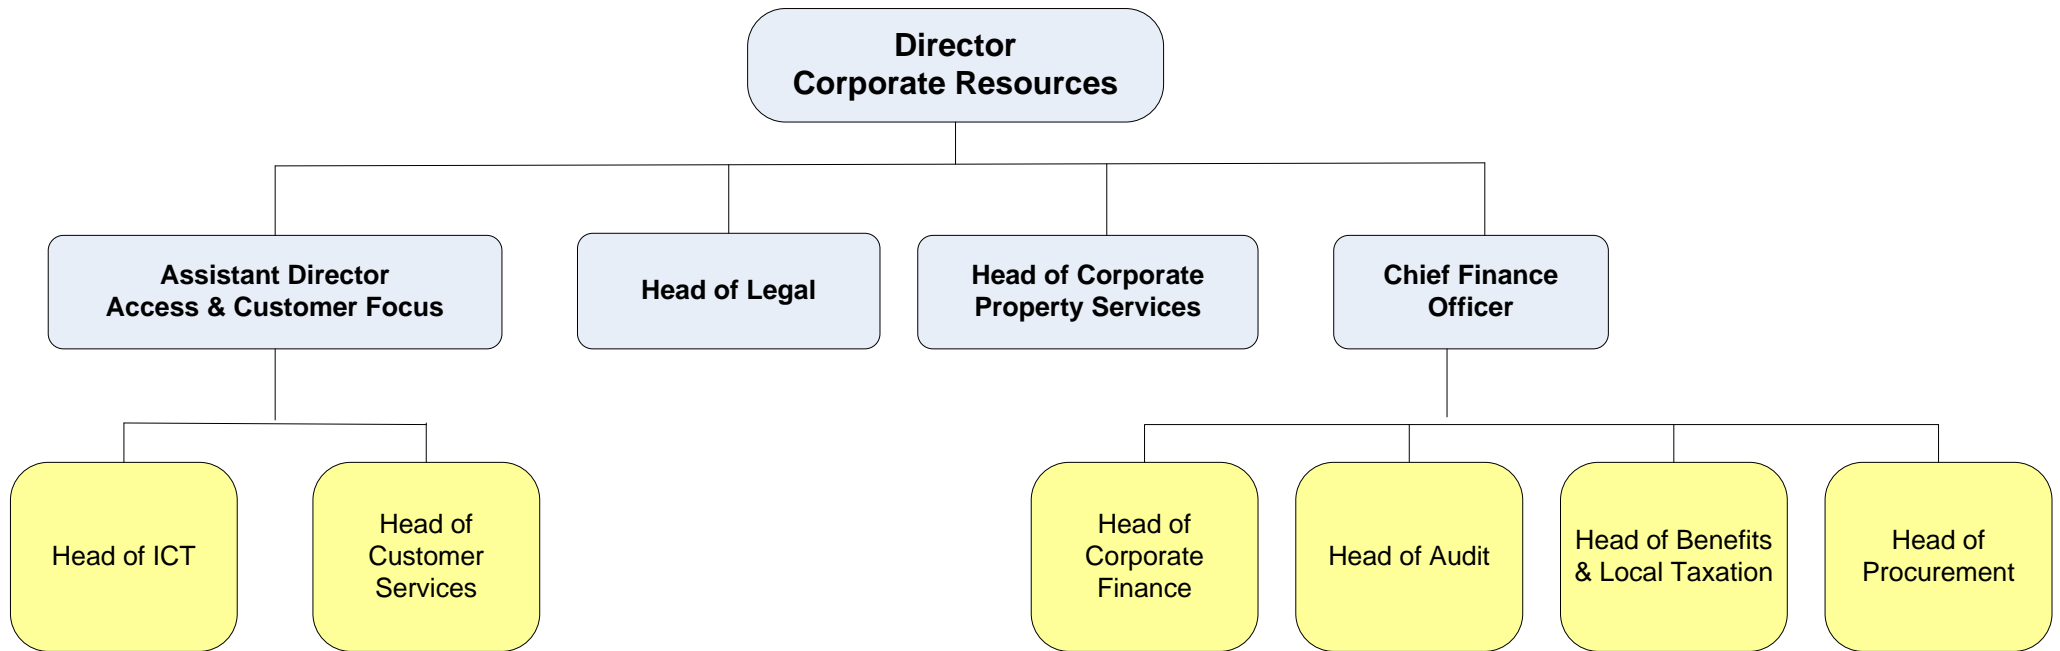 Director
Corporate Resources
Assistant Director
Access & Customer Focus
Head of Legal
Head of Corporate
Property Services
Chief Finance
Officer
Head of ICT
Head of
Customer
Services
Head of
Corporate
Finance
Head of Audit
Head of Benefits
& Local Taxation
Head of
Procurement